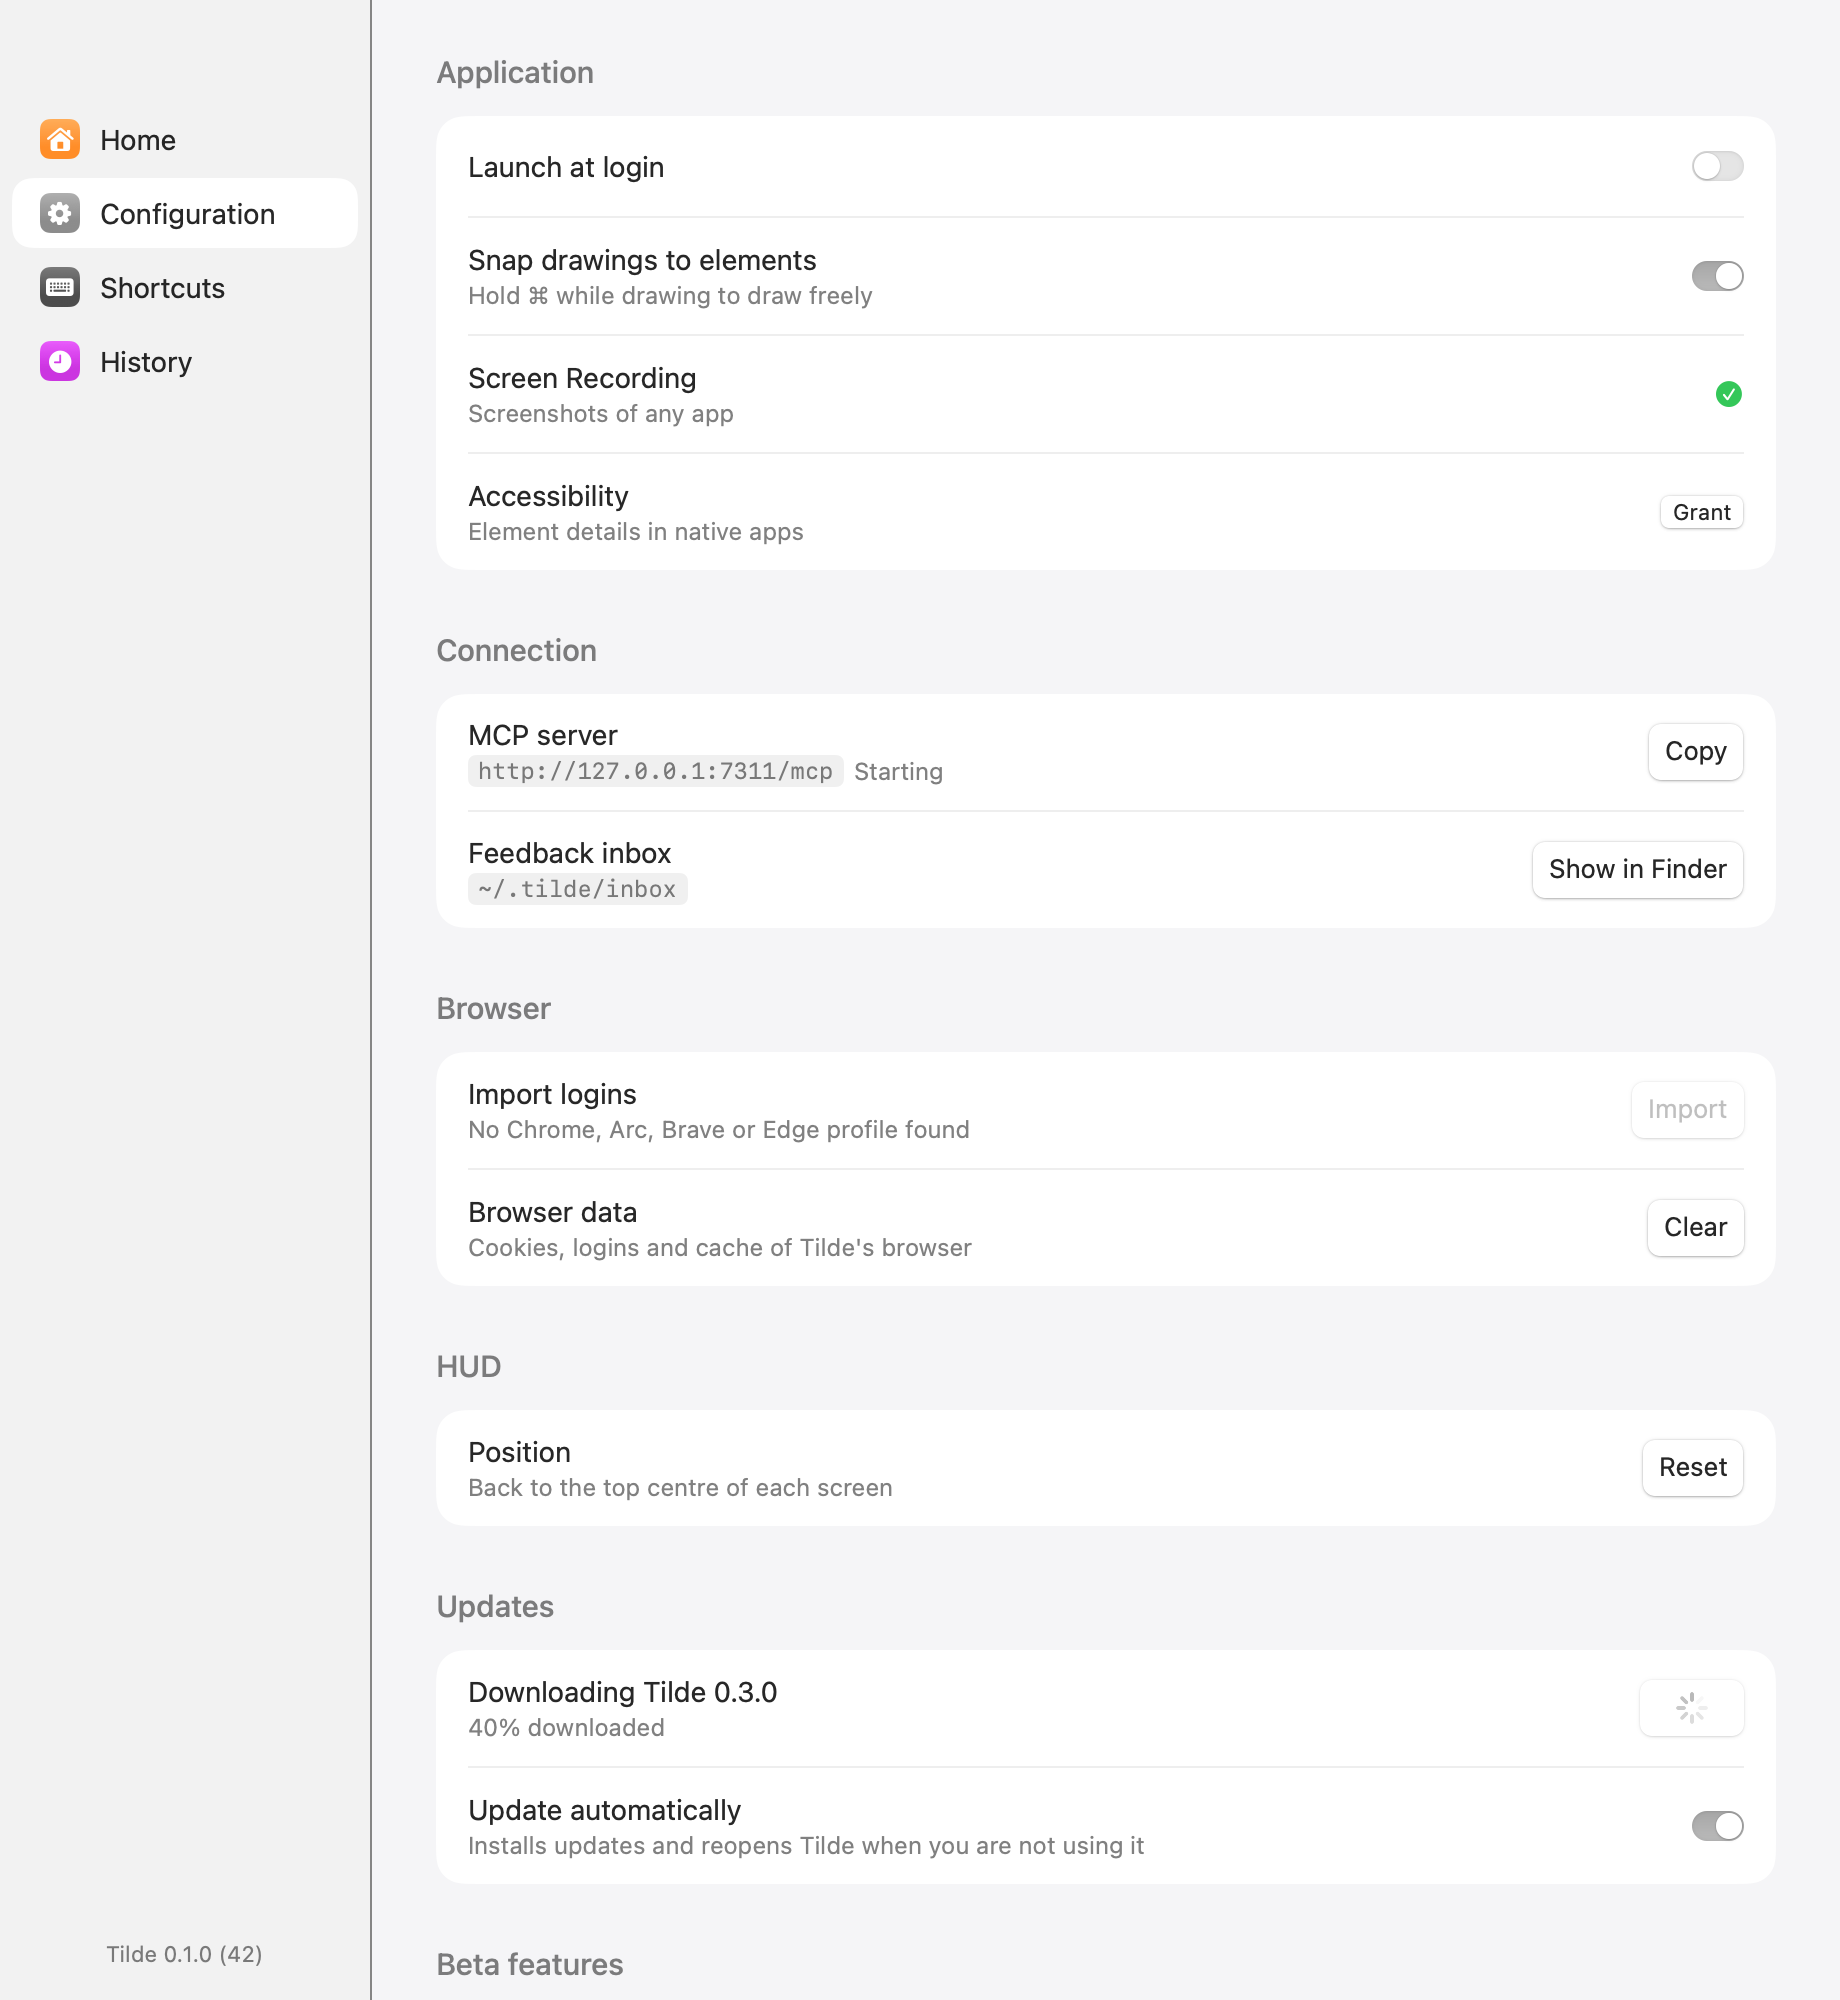 Home
Configuration
Shortcuts
History
Tilde 0.1.0 (42)
Application
Launch at login
Snap drawings to elements
Hold ⌘ while drawing to draw freely
Screen Recording
Screenshots of any app
Accessibility
Element details in native apps
Grant
Connection
MCP server
http://127.0.0.1:7311/mcp Starting
Copy
Feedback inbox
~/.tilde/inbox
Show in Finder
Browser
Import logins
No Chrome, Arc, Brave or Edge profile found
Import
Browser data
Cookies, logins and cache of Tilde's browser
Clear
HUD
Position
Back to the top centre of each screen
Reset
Updates
Downloading Tilde 0.3.0
40% downloaded
Update automatically
Installs updates and reopens Tilde when you are not using it
Beta features